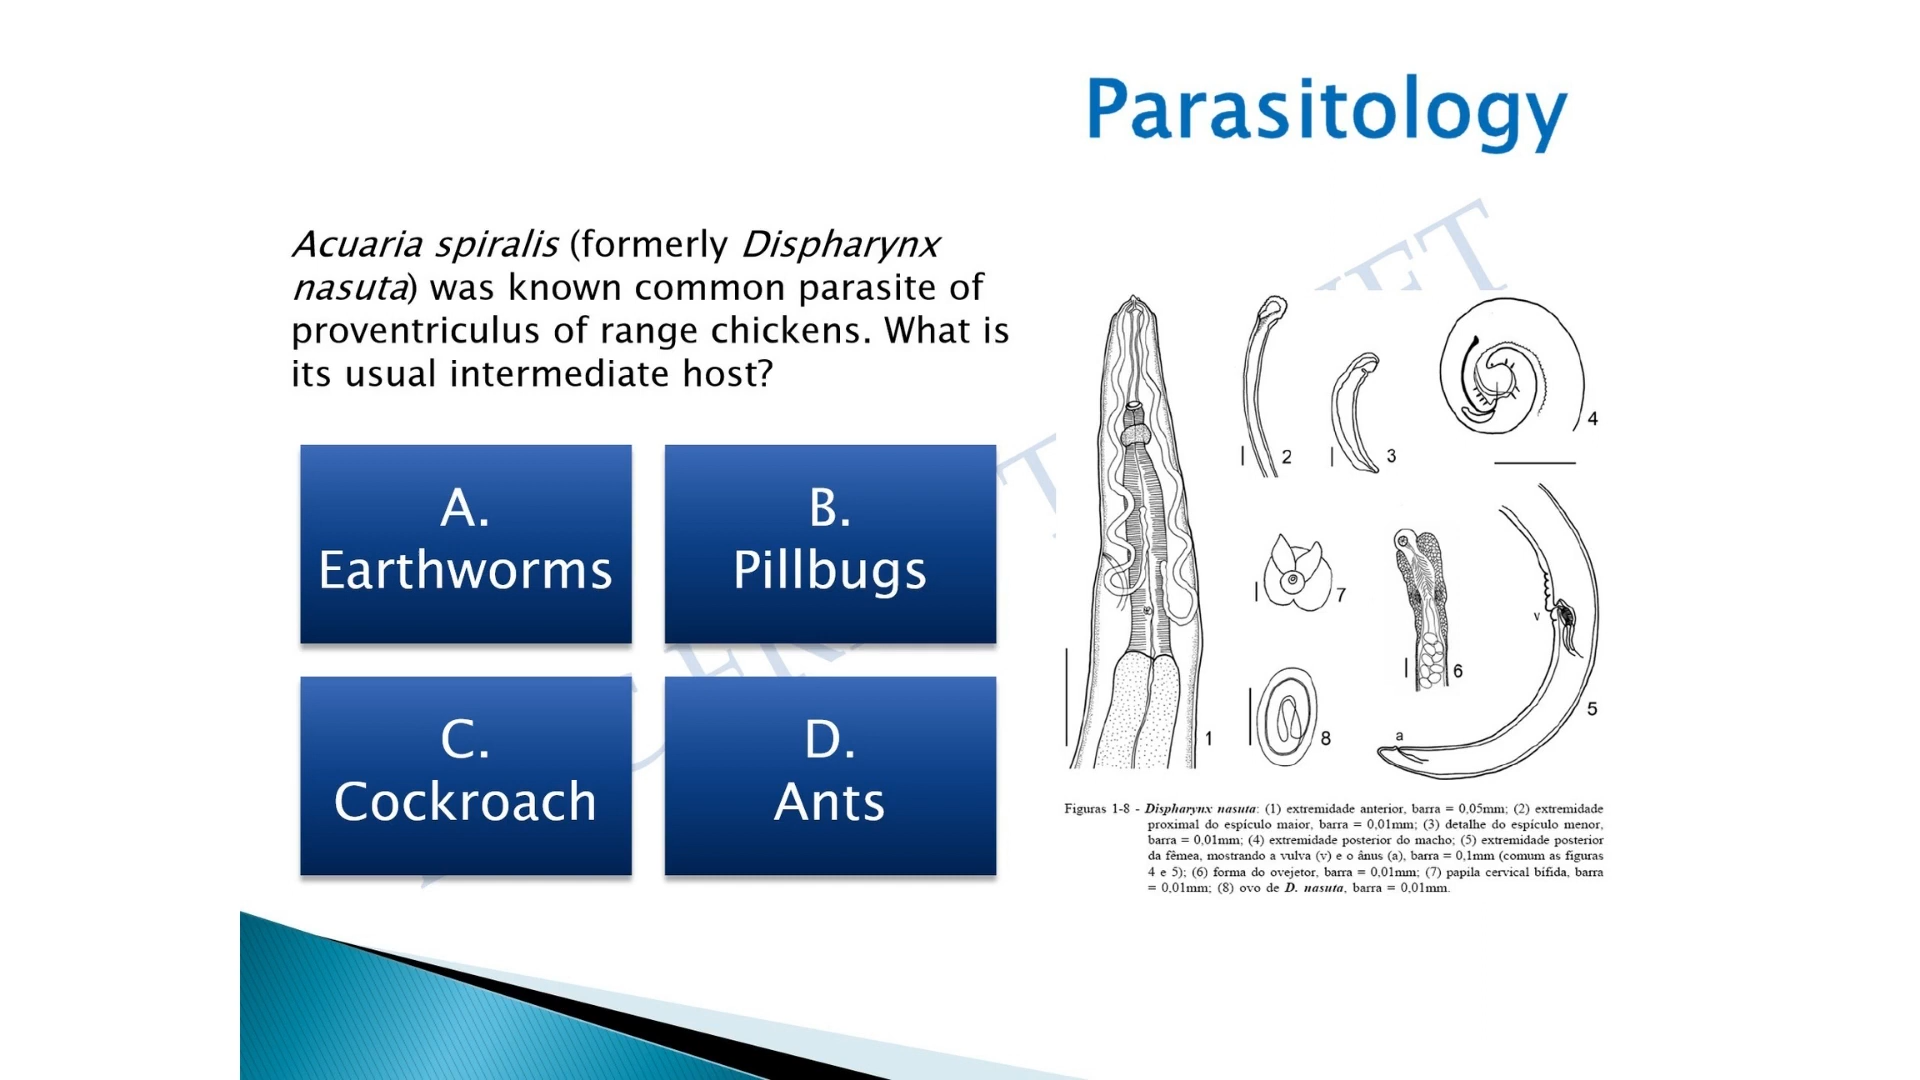 Parasitology
Acuaria spiralis (formerly Dispharynx
nasuta) was known common parasite of
proventriculus of range chickens. What is
its usual intermediate host?
A.
Earthworms
B.
Pillbugs
C.
Cockroach
D.
Ants
1
2
3
4
5
6
7
8
v
a
Figuras 1-8 - Dispharynx nasuta: (1) extremidade anterior, barra = 0,05mm; (2) extremidade
proximal do espículo maior, barra = 0,01mm; (3) detalhe do espículo menor,
barra = 0,01mm; (4) extremidade posterior do macho; (5) extremidade posterior
da fêmea, mostrando a vulva (v) e o ânus (a), barra = 0,1mm (comum as figuras
4 e 5); (6) forma do ovejetor, barra = 0,01mm; (7) papila cervical bífida, barra
= 0,01mm; (8) ovo de D. nasuta, barra = 0,01mm.